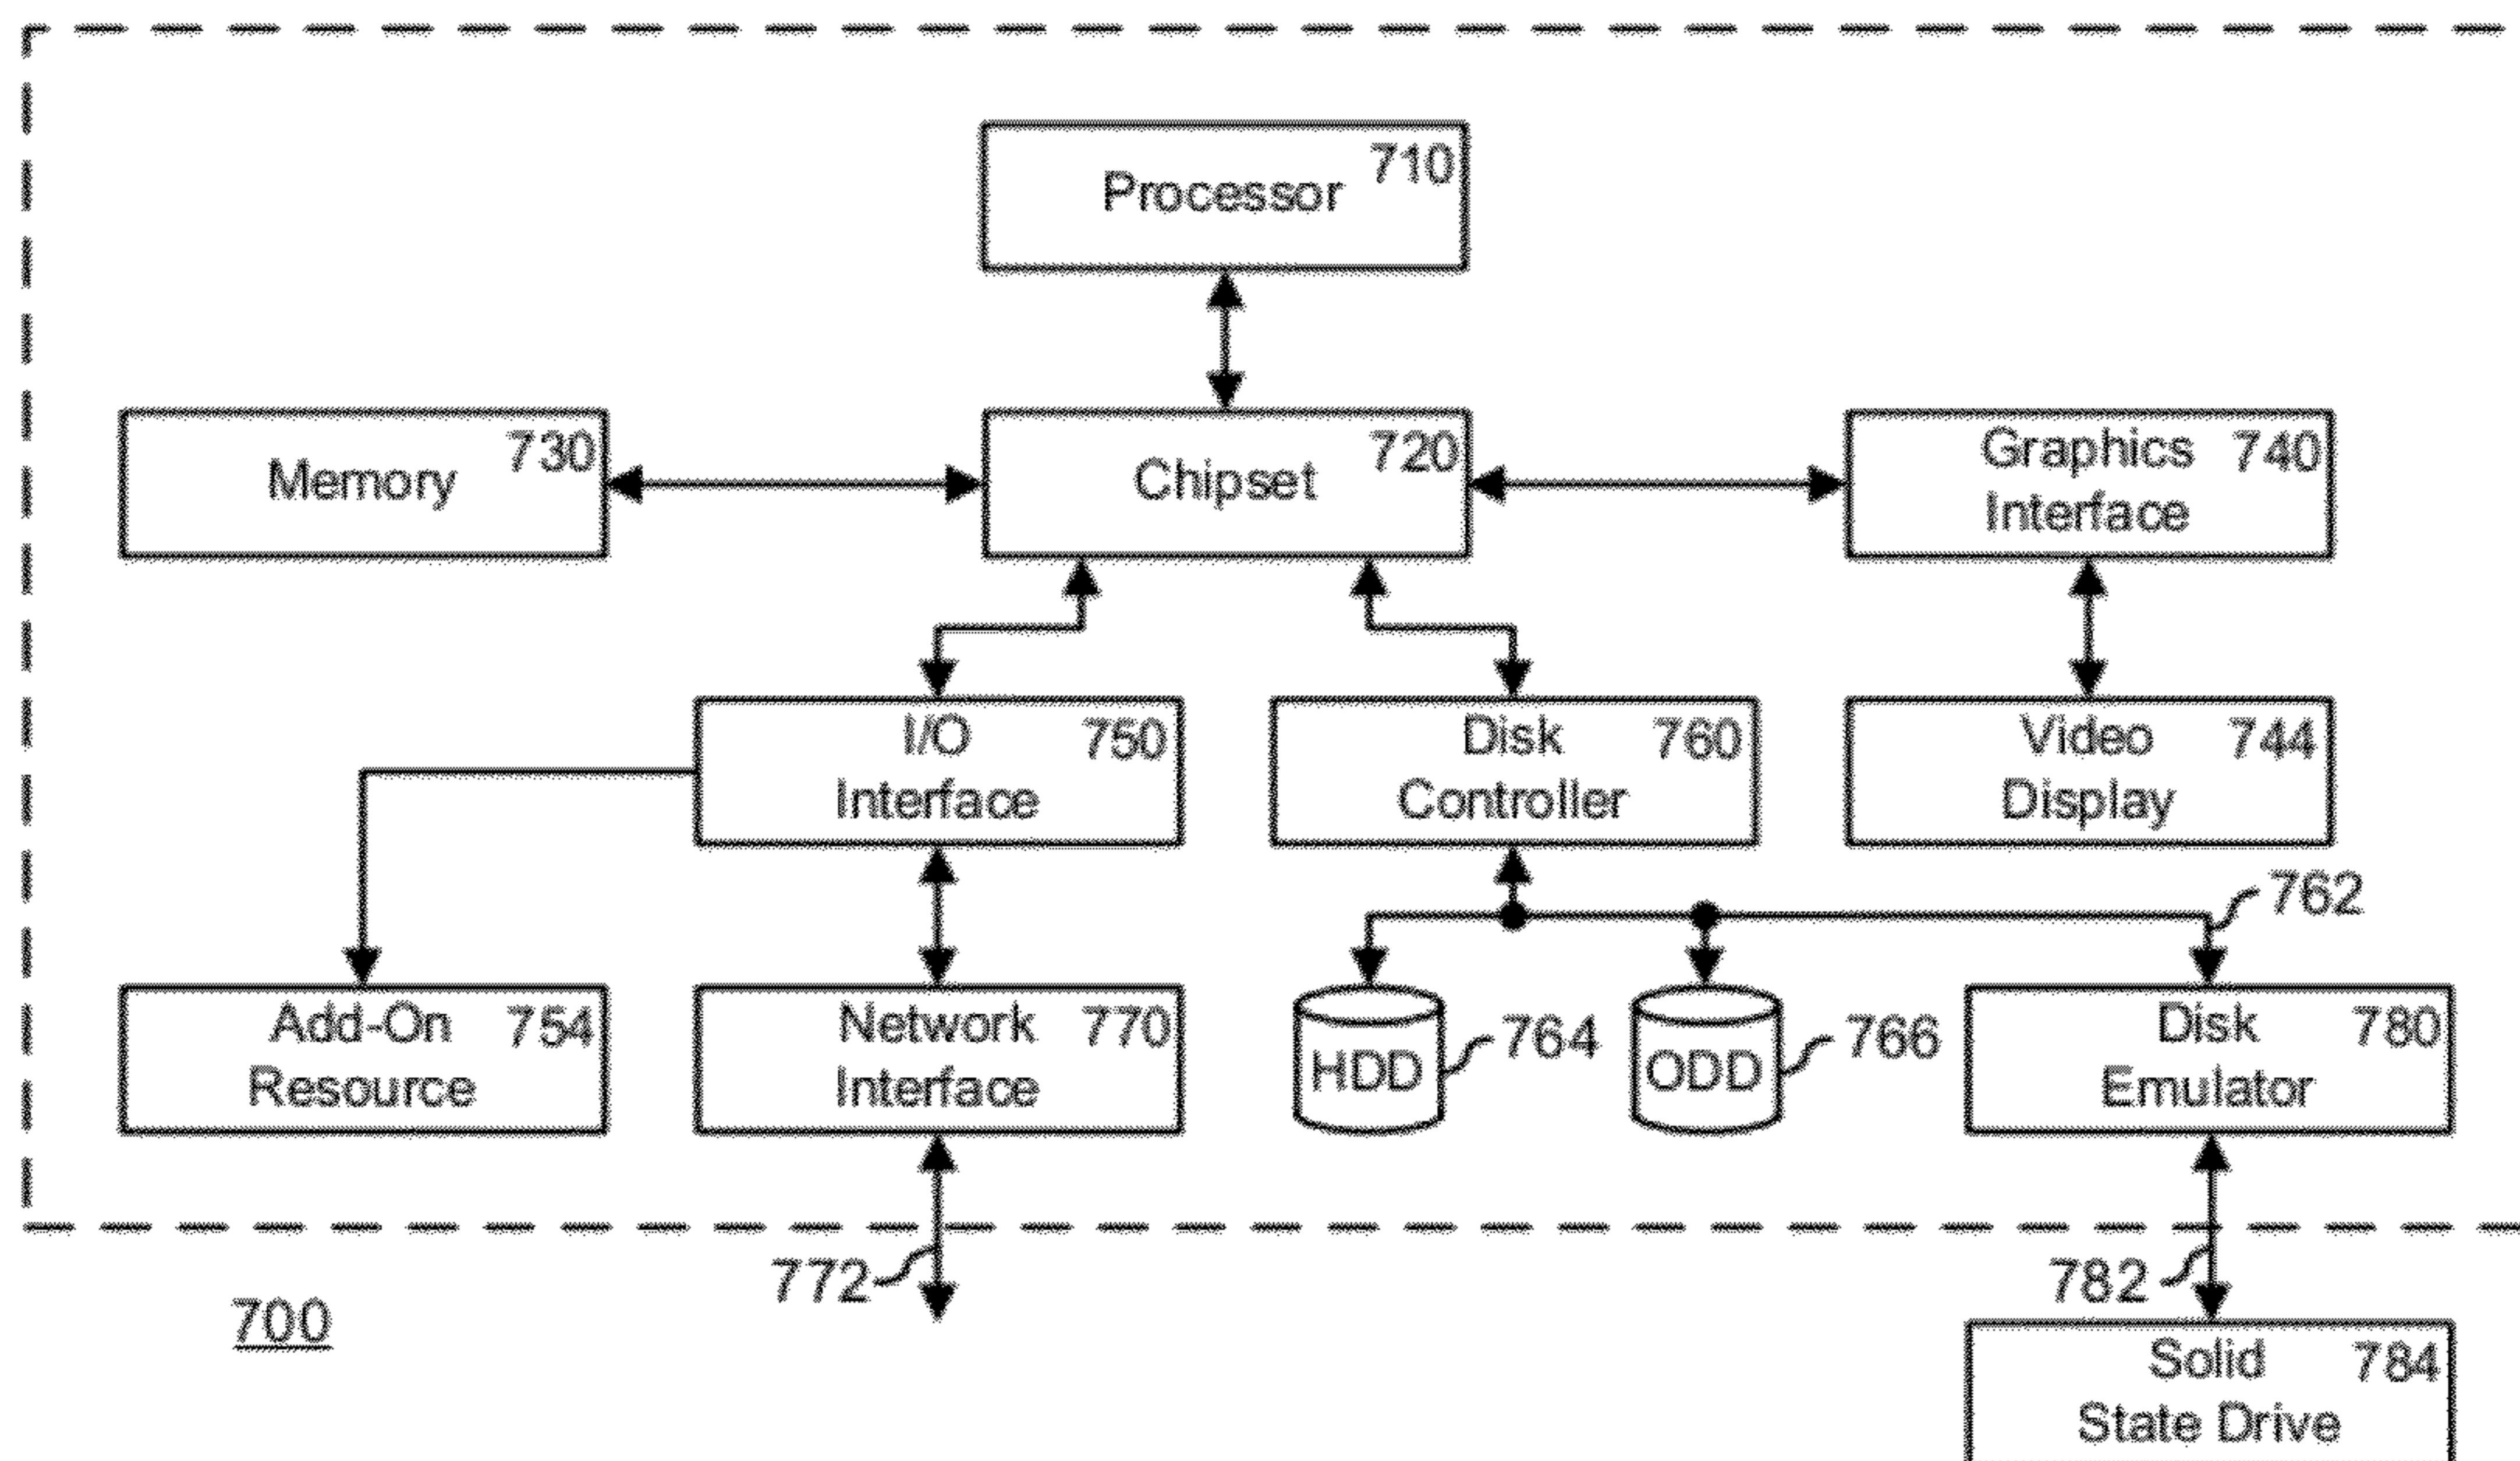 Processor 710
Memory 730
Chipset 720
Graphics 740
Interface
I/O 750
Interface
Disk 760
Controller
Video 744
Display
762
Add-On 754
Resource
Network 770
Interface
HDD
764
ODD
766
Disk 780
Emulator
772
782
700
Solid 784
State Drive